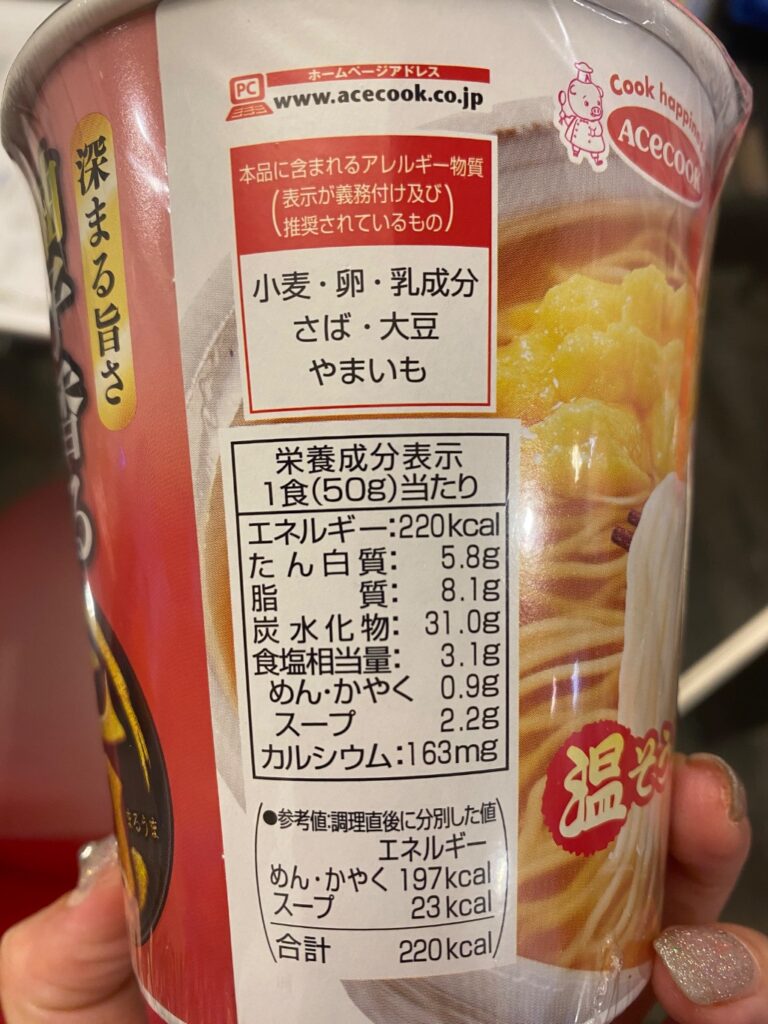 深まる旨さ
ホームページアドレス
PC
www.acecook.co.jp
Cook
ACECOOK
本品に含まれるアレルギー物質
(表示が義務付け及び
推奨されているもの)
小麦・卵・乳成分
さば・大豆
やまいも
栄養成分表示
1食(50g)当たり
エネルギー:220kcal
たん白質: 5.8g
脂質: 8.1g
炭水化物: 31.0g
食塩相当量: 3.1g
めん・かやく 0.9g
スープ 2.2g
カルシウム:163mg
●参考値:調理直後に分別した値
エネルギー
めん・かやく 197kcal
スープ 23kcal
合計 220kcal
温そう
まるうま